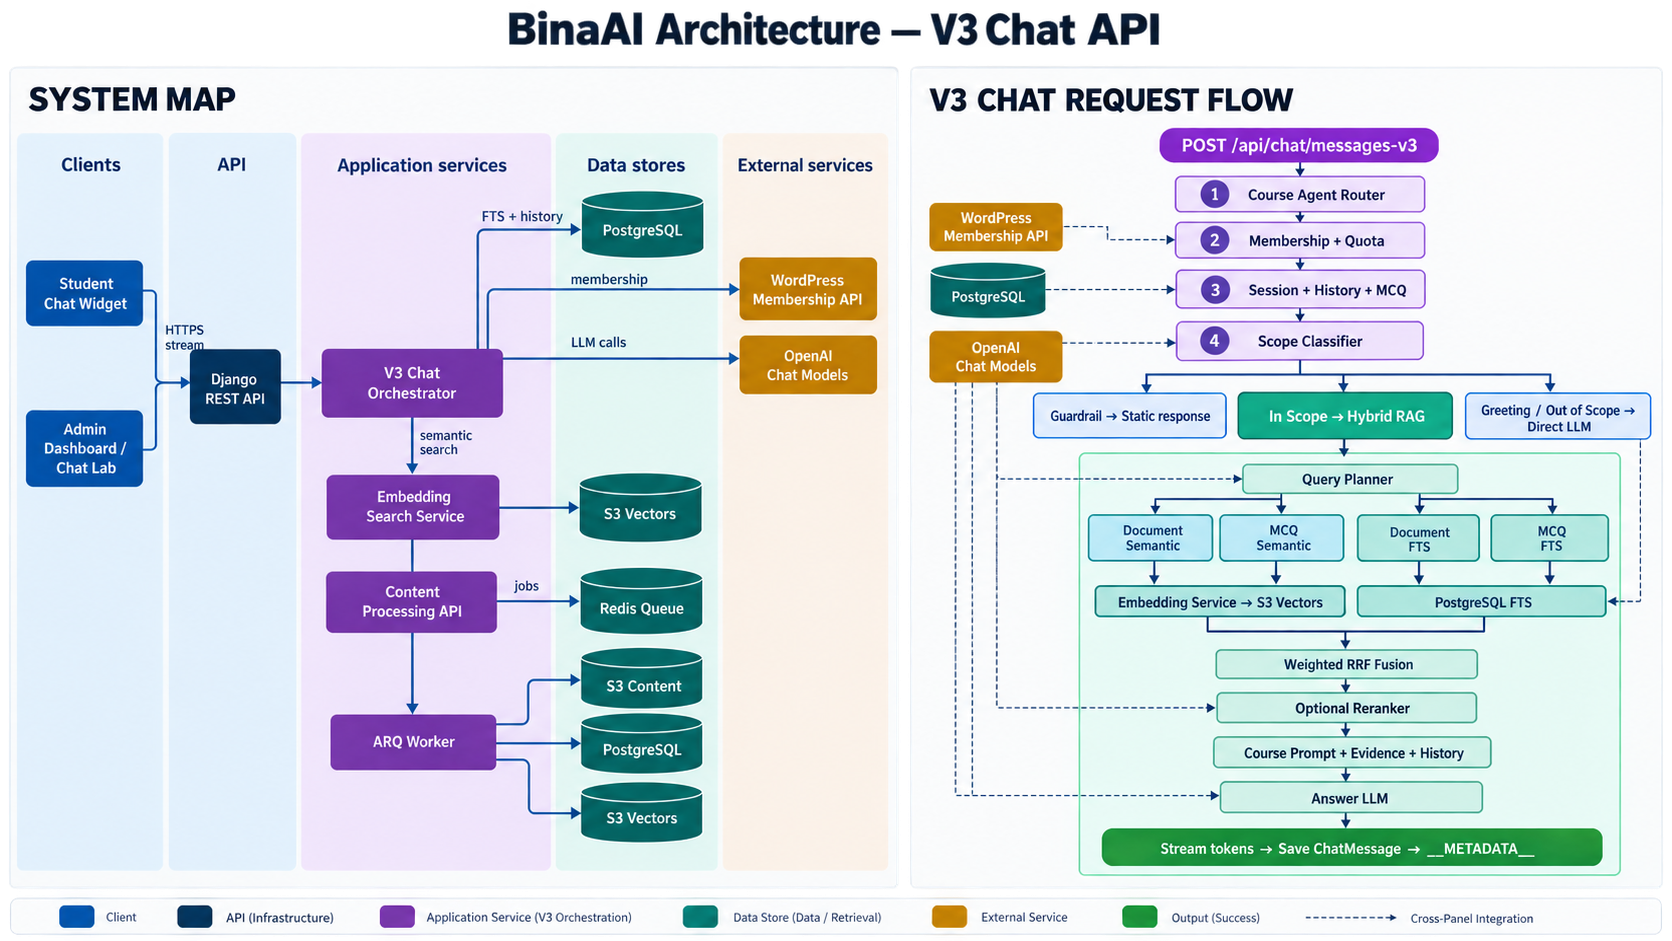 BinaAI Architecture — V3 Chat API
SYSTEM MAP
Clients
API
Application services
Data stores
External services
FTS + history
PostgreSQL
Student
Chat Widget
membership
WordPress
Membership API
HTTPS
stream
LLM calls
OpenAI
Chat Models
Django
REST API
V3 Chat
Orchestrator
Admin
Dashboard /
Chat Lab
semantic
search
Embedding
Search Service
S3 Vectors
Content
Processing API
jobs
Redis Queue
S3 Content
ARQ Worker
PostgreSQL
S3 Vectors
V3 CHAT REQUEST FLOW
POST /api/chat/messages-v3
1 Course Agent Router
WordPress
Membership API
2 Membership + Quota
PostgreSQL
3 Session + History + MCQ
OpenAI
Chat Models
4 Scope Classifier
Guardrail → Static response
In Scope → Hybrid RAG
Greeting / Out of Scope →
Direct LLM
Query Planner
Document
Semantic
MCQ
Semantic
Document
FTS
MCQ
FTS
Embedding Service → S3 Vectors
PostgreSQL FTS
Weighted RRF Fusion
Optional Reranker
Course Prompt + Evidence + History
Answer LLM
Stream tokens → Save ChatMessage → __METADATA__
Client
API (Infrastructure)
Application Service (V3 Orchestration)
Data Store (Data / Retrieval)
External Service
Output (Success)
Cross-Panel Integration